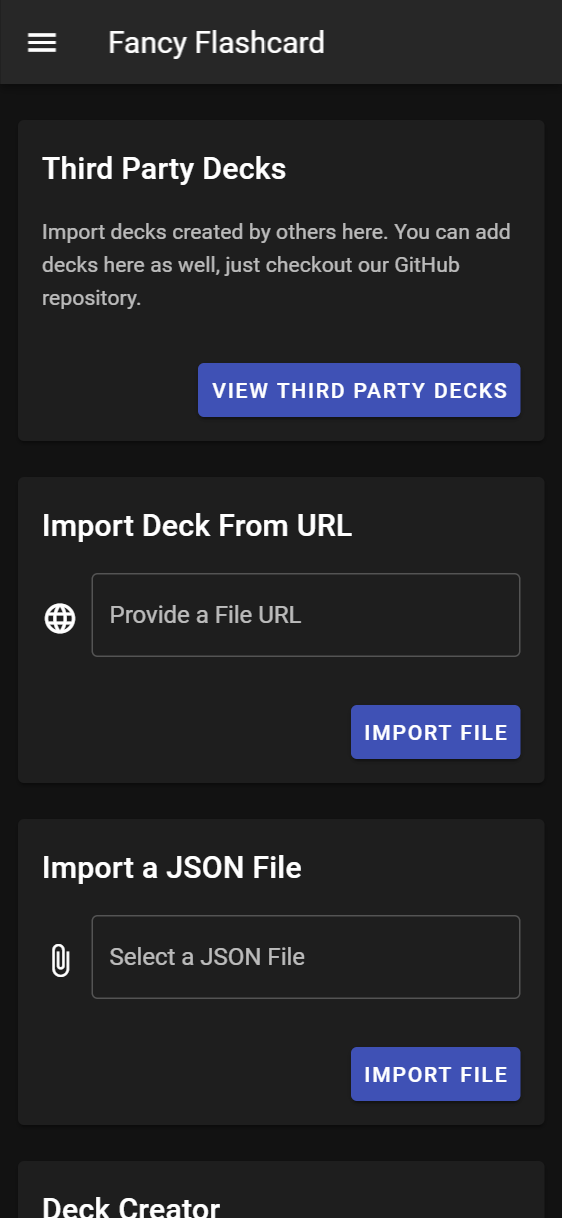 Fancy Flashcard
Third Party Decks
Import decks created by others here. You can add
decks here as well, just checkout our GitHub
repository.
VIEW THIRD PARTY DECKS
Import Deck From URL
Provide a File URL
IMPORT FILE
Import a JSON File
Select a JSON File
IMPORT FILE
Deck Creator